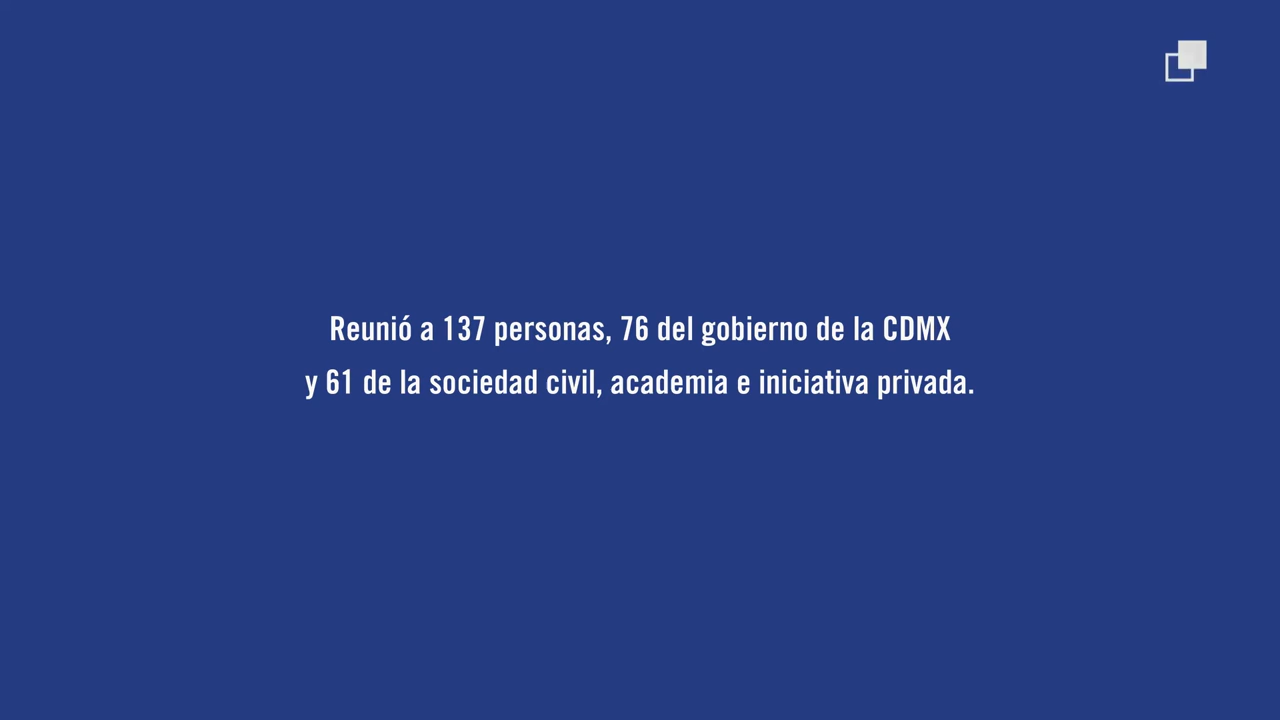 Reunió a 137 personas, 76 del gobierno de la CDMX
y 61 de la sociedad civil, academia e iniciativa privada.